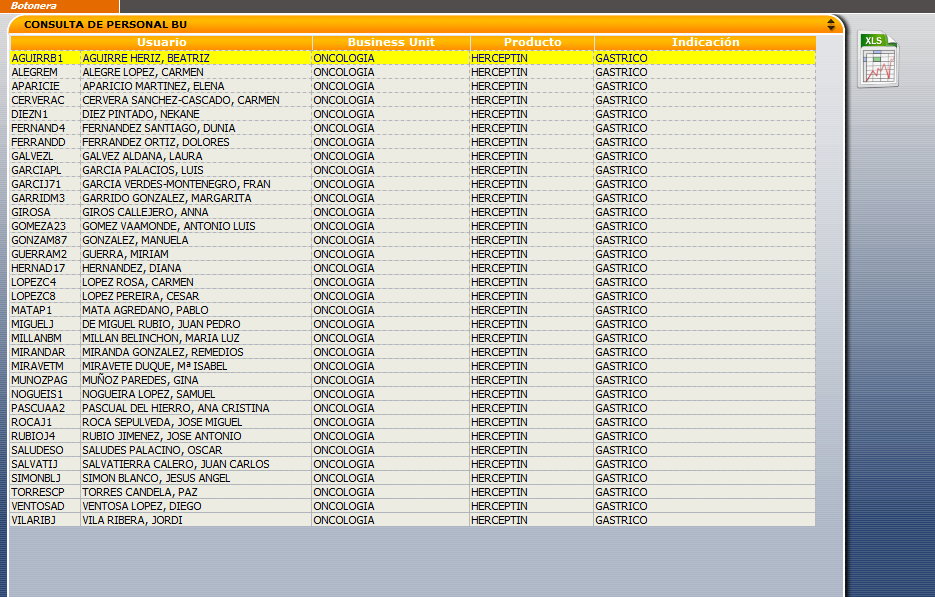 Botonera
CONSULTA DE PERSONAL BU
Usuario Business Unit Producto Indicación
XLS
AGUIRRB1 AGUIRRE HERIZ, BEATRIZ ONCOLOGIA HERCEPTIN GASTRICO
ALEGREM ALEGRE LOPEZ, CARMEN ONCOLOGIA HERCEPTIN GASTRICO
APARICIE APARICIO MARTINEZ, ELENA ONCOLOGIA HERCEPTIN GASTRICO
CERVERAC CERVERA SANCHEZ-CASCADO, CARMEN ONCOLOGIA HERCEPTIN GASTRICO
DIEZN1 DIEZ PINTADO, NEKANE ONCOLOGIA HERCEPTIN GASTRICO
FERNAND4 FERNANDEZ SANTIAGO, DUNIA ONCOLOGIA HERCEPTIN GASTRICO
FERRANDD FERRANDEZ ORTIZ, DOLORES ONCOLOGIA HERCEPTIN GASTRICO
GALVEZL GALVEZ ALDANA, LAURA ONCOLOGIA HERCEPTIN GASTRICO
GARCIAPL GARCIA PALACIOS, LUIS ONCOLOGIA HERCEPTIN GASTRICO
GARCIJ71 GARCIA VERDES-MONTENEGRO, FRAN ONCOLOGIA HERCEPTIN GASTRICO
GARRIDM3 GARRIDO GONZALEZ, MARGARITA ONCOLOGIA HERCEPTIN GASTRICO
GIROSA GIROS CALLEJERO, ANNA ONCOLOGIA HERCEPTIN GASTRICO
GOMEZA23 GOMEZ VAAMONDE, ANTONIO LUIS ONCOLOGIA HERCEPTIN GASTRICO
GONZAM87 GONZALEZ, MANUELA ONCOLOGIA HERCEPTIN GASTRICO
GUERRAM2 GUERRA, MIRIAM ONCOLOGIA HERCEPTIN GASTRICO
HERNAD17 HERNANDEZ, DIANA ONCOLOGIA HERCEPTIN GASTRICO
LOPEZC4 LOPEZ ROSA, CARMEN ONCOLOGIA HERCEPTIN GASTRICO
LOPEZC8 LOPEZ PEREIRA, CESAR ONCOLOGIA HERCEPTIN GASTRICO
MATAP1 MATA AGREDANO, PABLO ONCOLOGIA HERCEPTIN GASTRICO
MIGUELJ DE MIGUEL RUBIO, JUAN PEDRO ONCOLOGIA HERCEPTIN GASTRICO
MILLANBM MILLAN BELINCHON, MARIA LUZ ONCOLOGIA HERCEPTIN GASTRICO
MIRANDAR MIRANDA GONZALEZ, REMEDIOS ONCOLOGIA HERCEPTIN GASTRICO
MIRAVETM MIRAVETE DUQUE, Mª ISABEL ONCOLOGIA HERCEPTIN GASTRICO
MUNOZPAG MUÑOZ PAREDES, GINA ONCOLOGIA HERCEPTIN GASTRICO
NOGUEIS1 NOGUEIRA LOPEZ, SAMUEL ONCOLOGIA HERCEPTIN GASTRICO
PASCUAA2 PASCUAL DEL HIERRO, ANA CRISTINA ONCOLOGIA HERCEPTIN GASTRICO
ROCAJ1 ROCA SEPULVEDA, JOSE MIGUEL ONCOLOGIA HERCEPTIN GASTRICO
RUBIOJ4 RUBIO JIMENEZ, JOSE ANTONIO ONCOLOGIA HERCEPTIN GASTRICO
SALUDESO SALUDES PALACINO, OSCAR ONCOLOGIA HERCEPTIN GASTRICO
SALVATIJ SALVATIERRA CALERO, JUAN CARLOS ONCOLOGIA HERCEPTIN GASTRICO
SIMONBLJ SIMON BLANCO, JESUS ANGEL ONCOLOGIA HERCEPTIN GASTRICO
TORRESCP TORRES CANDELA, PAZ ONCOLOGIA HERCEPTIN GASTRICO
VENTOSAD VENTOSA LOPEZ, DIEGO ONCOLOGIA HERCEPTIN GASTRICO
VILARIBJ VILA RIBERA, JORDI ONCOLOGIA HERCEPTIN GASTRICO